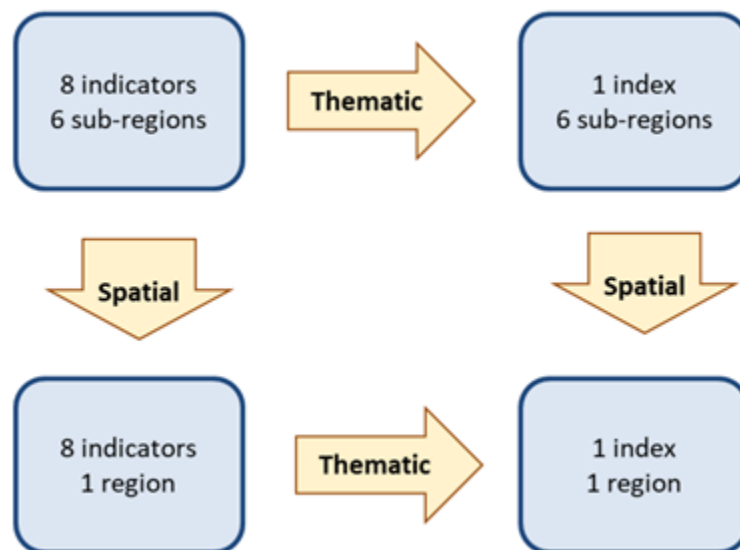 8 indicators
6 sub-regions
Thematic
1 index
6 sub-regions
Spatial
Spatial
8 indicators
1 region
Thematic
1 index
1 region